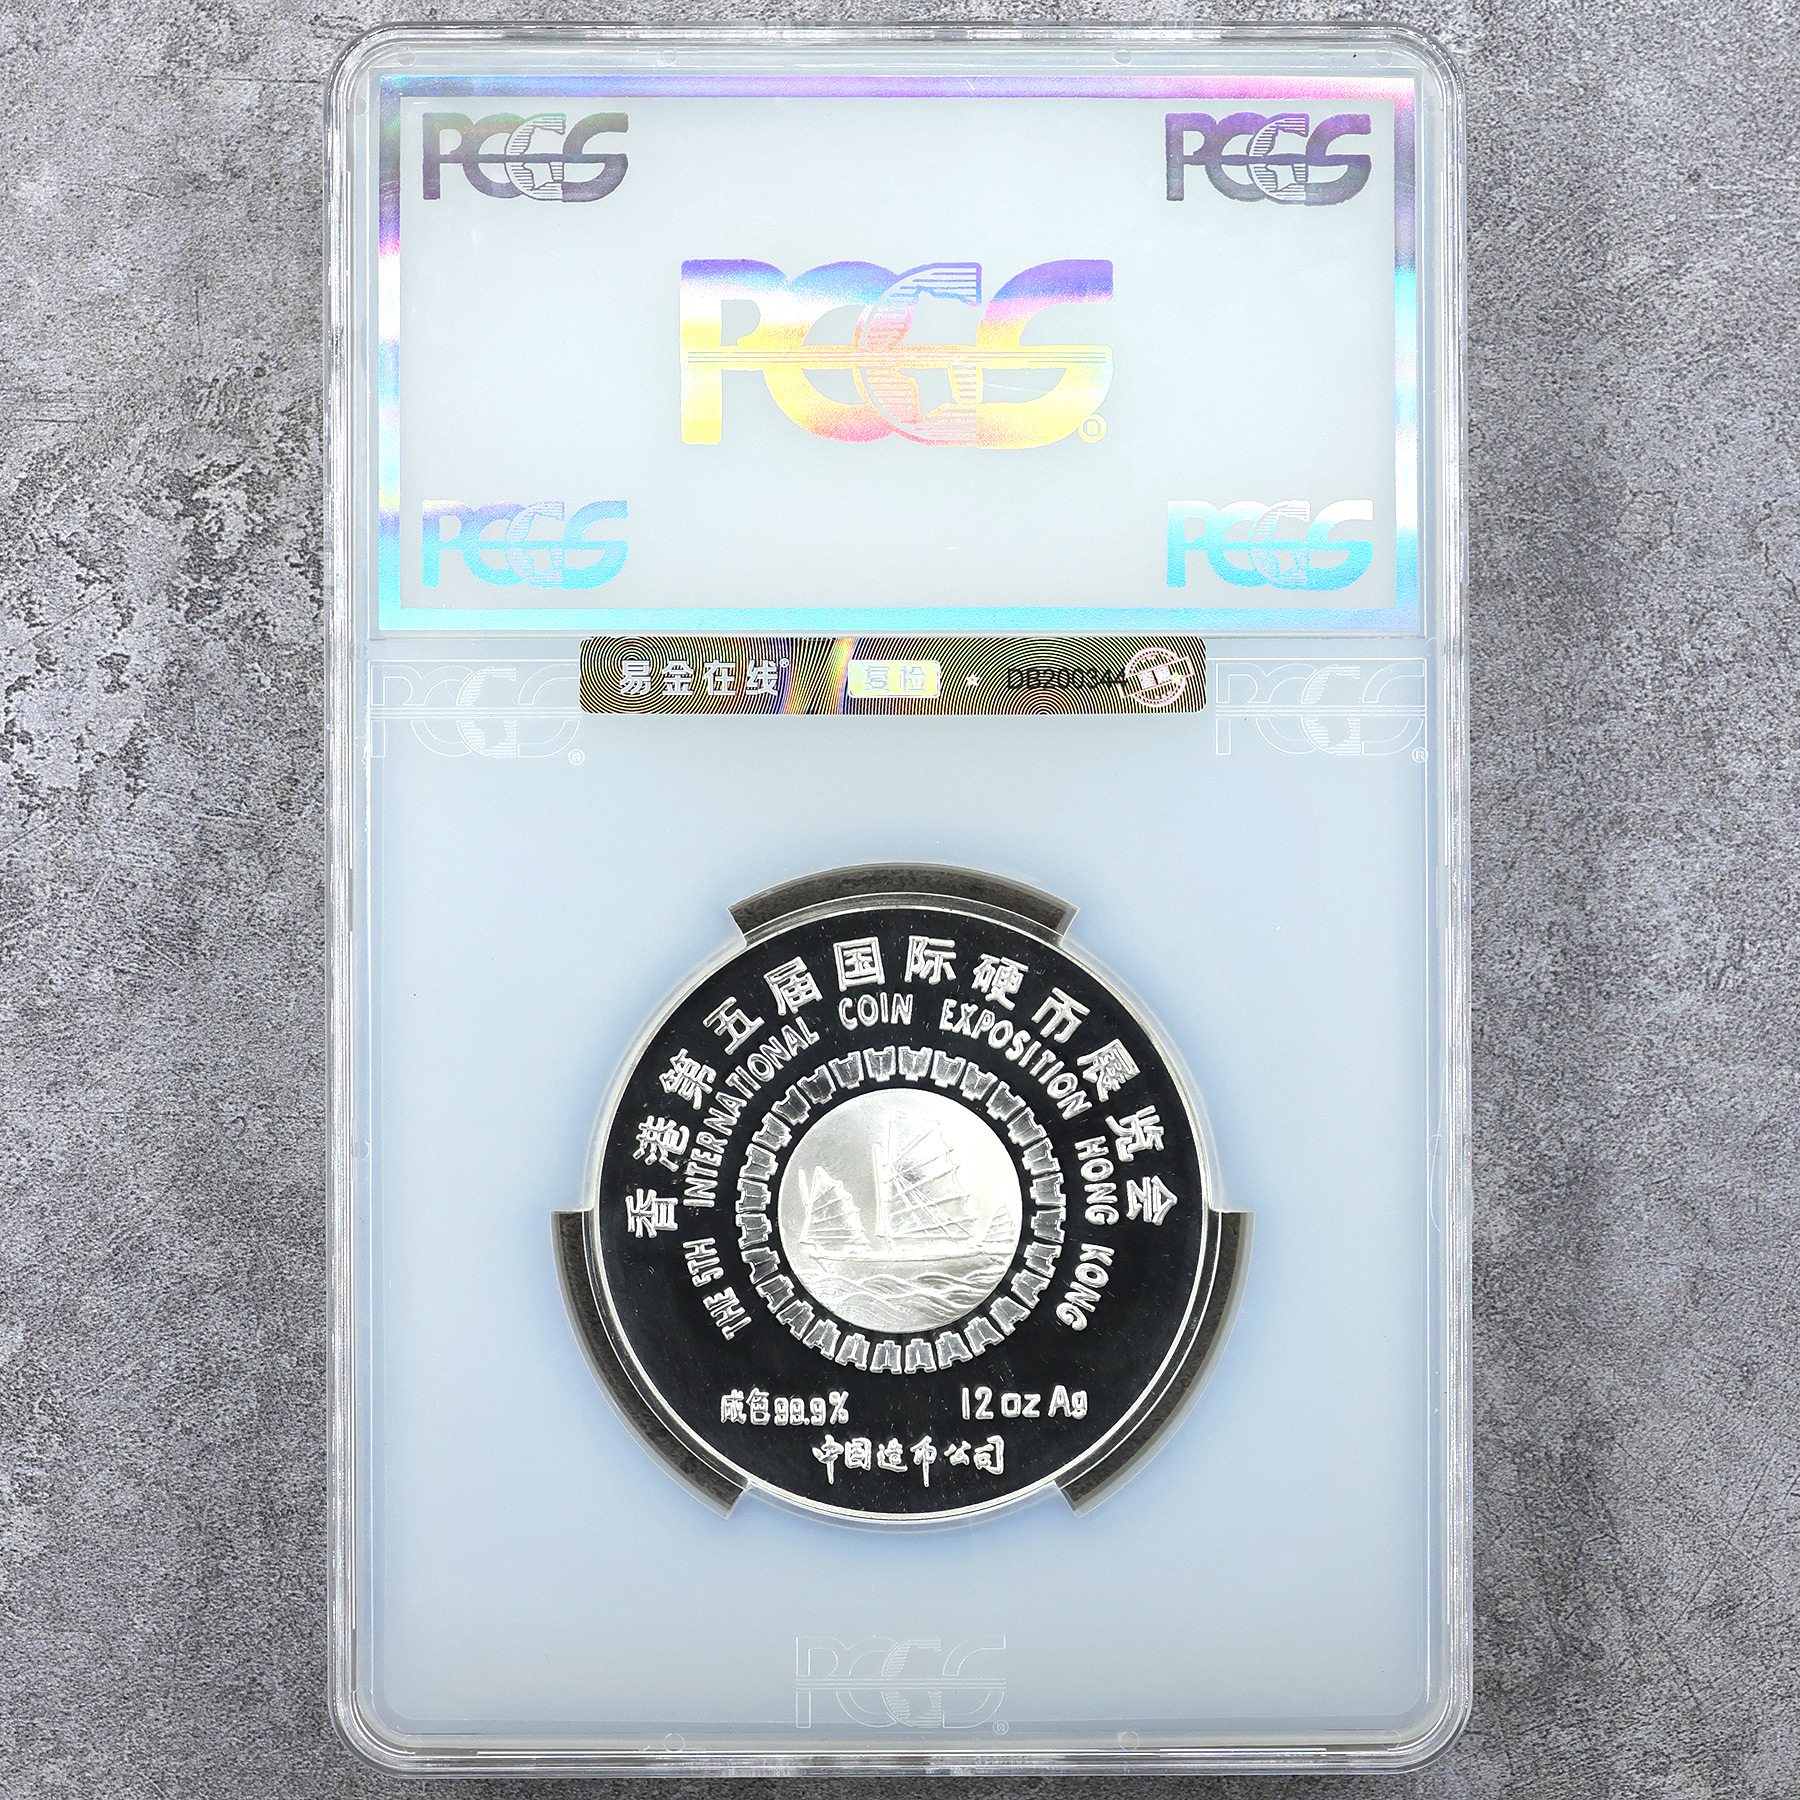 PCGS PCGS
PCGS®
PCGS PCGS
易金在线® 复检
PCGS® PCGS®
香港第五届国际硬币展览会
THE 5TH INTERNATIONAL COIN EXPOSITION HONG KONG
成色99.9% 12 oz Ag
中国造币公司
PCGS®